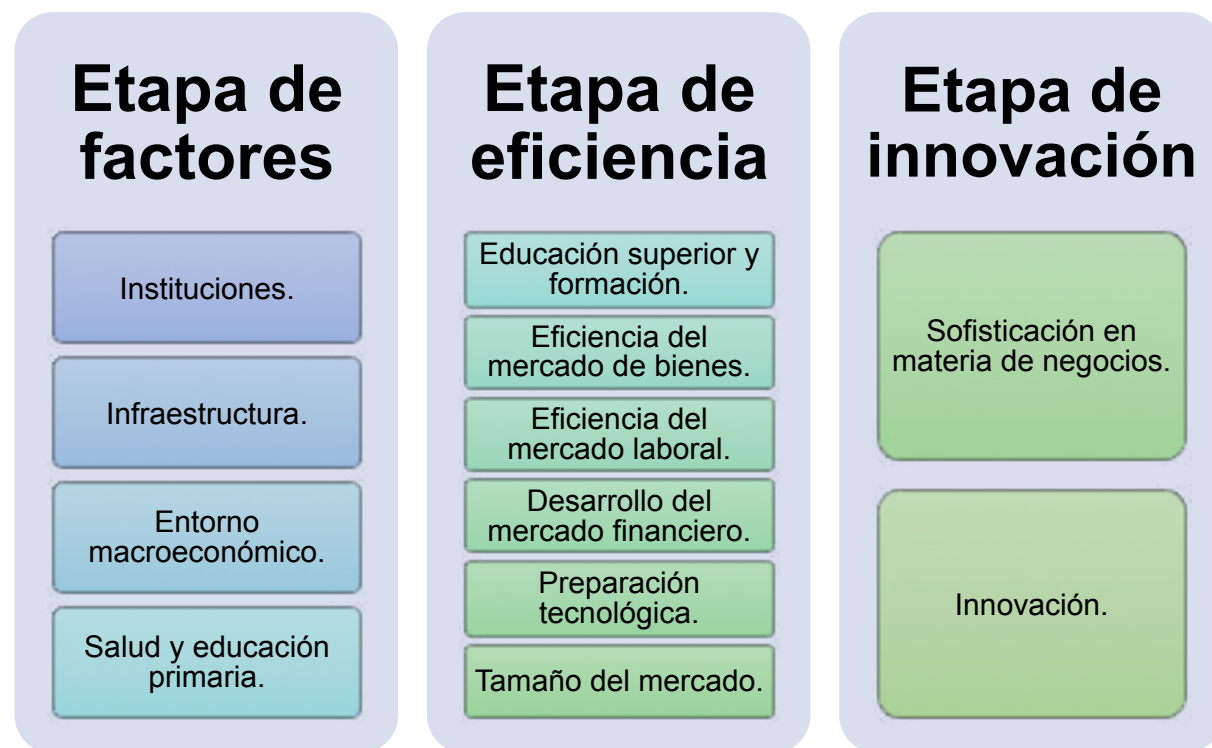 Etapa de
factores
Instituciones.
Infraestructura.
Entorno
macroeconómico.
Salud y educación
primaria.
Etapa de
eficiencia
Educación superior y
formación.
Eficiencia del
mercado de bienes.
Eficiencia del
mercado laboral.
Desarrollo del
mercado financiero.
Preparación
tecnológica.
Tamaño del mercado.
Etapa de
innovación
Sofisticación en
materia de negocios.
Innovación.